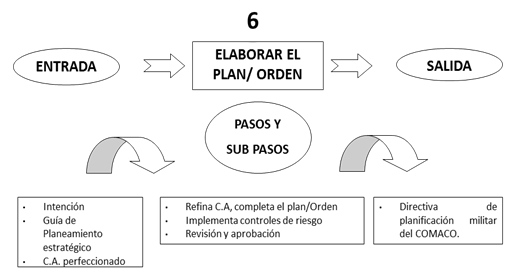 6
ENTRADA
ELABORAR EL
PLAN/ ORDEN
SALIDA
PASOS Y
SUB PASOS
• Intención
• Guía de
Planeamiento
estratégico
• C.A. perfeccionado
• Refina C.A, completa el plan/Orden
• Implementa controles de riesgo
• Revisión y aprobación
• Directiva de
planificación militar
del COMACO.